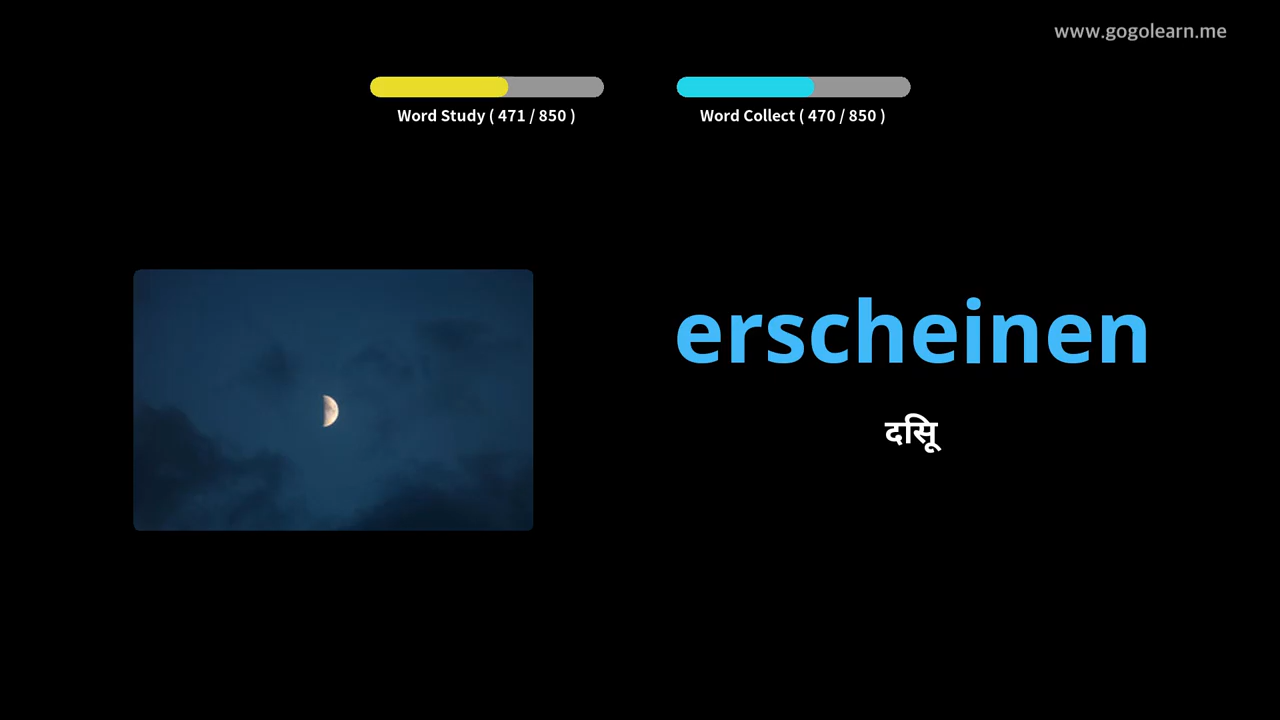 www.gogolearn.me
Word Study ( 471 / 850 )
Word Collect ( 470 / 850 )
erscheinen
दसिू